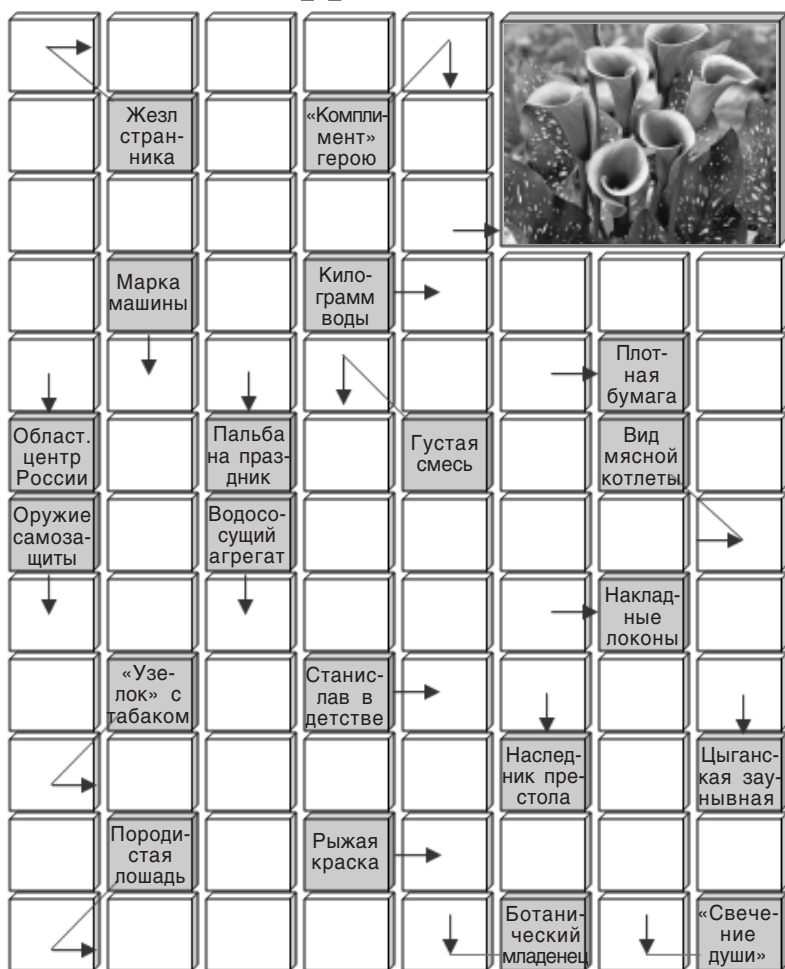 Жезл
стран-
ника
«Компли-
мент»
герою
Марка
машины
Кило-
грамм
воды
Плот-
ная
бумага
Област.
центр
России
Пальба
на праз-
дник
Густая
смесь
Вид
мясной
котлеты
Оружие
самоза-
щиты
Водосо-
сущий
агрегат
Наклад-
ные
локоны
«Узе-
лок» с
табаком
Станис-
лав в
детстве
Наслед-
ник пре-
стола
Цыганс-
кая зау-
нывная
Породи-
стая
лошадь
Рыжая
краска
Ботани-
ческий
младенец
«Свече-
ние
души»